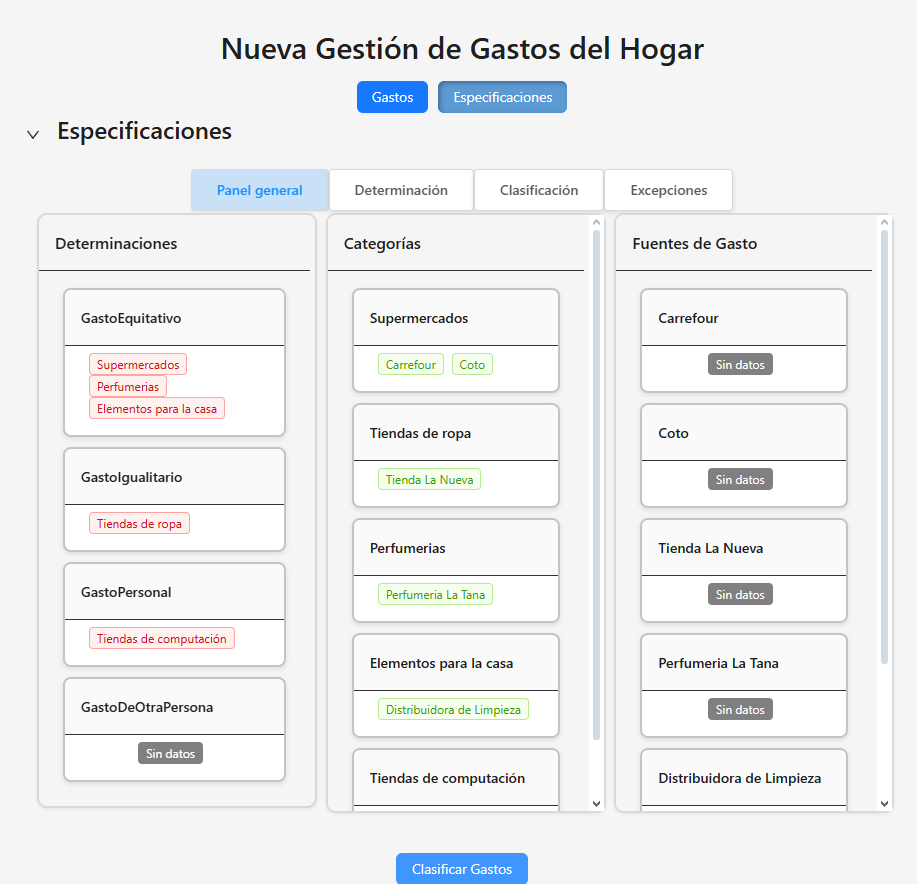 Nueva Gestión de Gastos del Hogar
Gastos
Especificaciones
Especificaciones
Panel general
Determinación
Clasificación
Excepciones
Determinaciones
GastoEquitativo
Supermercados
Perfumerias
Elementos para la casa
GastoIgualitario
Tiendas de ropa
GastoPersonal
Tiendas de computación
GastoDeOtraPersona
Sin datos
Categorías
Supermercados
Carrefour
Coto
Tiendas de ropa
Tienda La Nueva
Perfumerias
Perfumeria La Tana
Elementos para la casa
Distribuidora de Limpieza
Tiendas de computación
Fuentes de Gasto
Carrefour
Sin datos
Coto
Sin datos
Tienda La Nueva
Sin datos
Perfumeria La Tana
Sin datos
Distribuidora de Limpieza
Clasificar Gastos